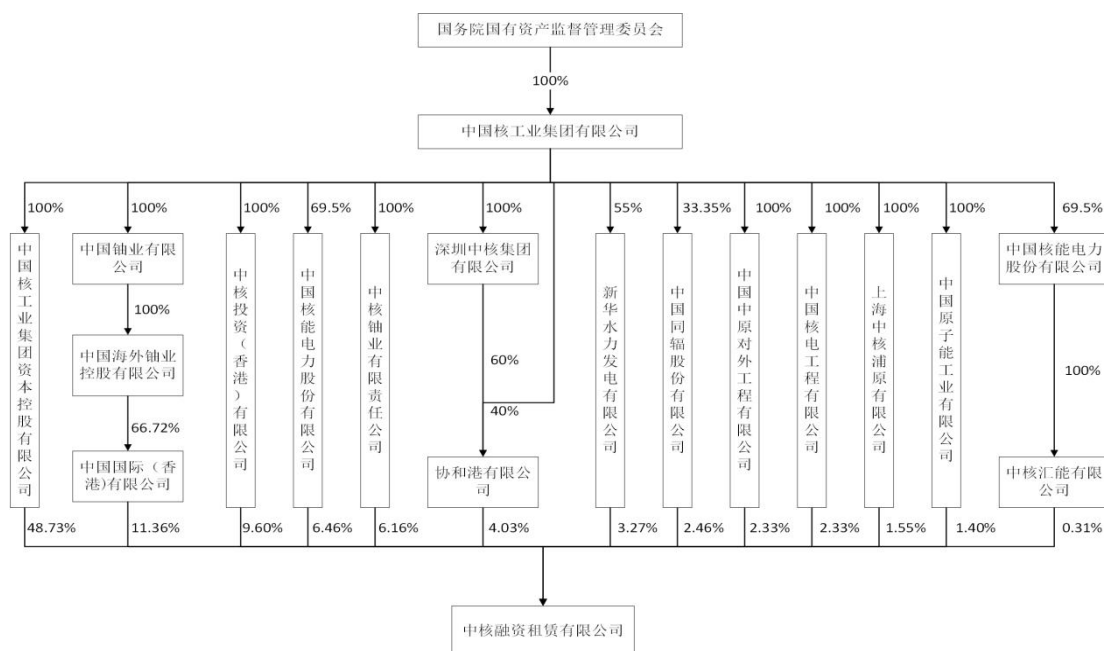 国务院国有资产监督管理委员会
100%
中国核工业集团有限公司
100%
100%
100%
69.5%
100%
100%
55%
33.35%
100%
100%
100%
100%
69.5%
中国核工业集团资本控股有限公司
中国铀业有限
公司
100%
中国海外铀业
控股有限公司
66.72%
中国国际（香
港)有限公司
中核投资（香港）有限公司
中国核能电力股份有限公司
中核铀业有限责任公司
深圳中核集团
有限公司
60%
40%
协和港有限公
司
新华水力发电有限公司
中国同辐股份有限公司
中国中原对外工程有限公司
中国核电工程有限公司
上海中核浦原有限公司
中国原子能工业有限公司
中国核能电力
股份有限公司
100%
中核汇能有限
公司
48.73%
11.36%
9.60%
6.46%
6.16%
4.03%
3.27%
2.46%
2.33%
2.33%
1.55%
1.40%
0.31%
中核融资租赁有限公司